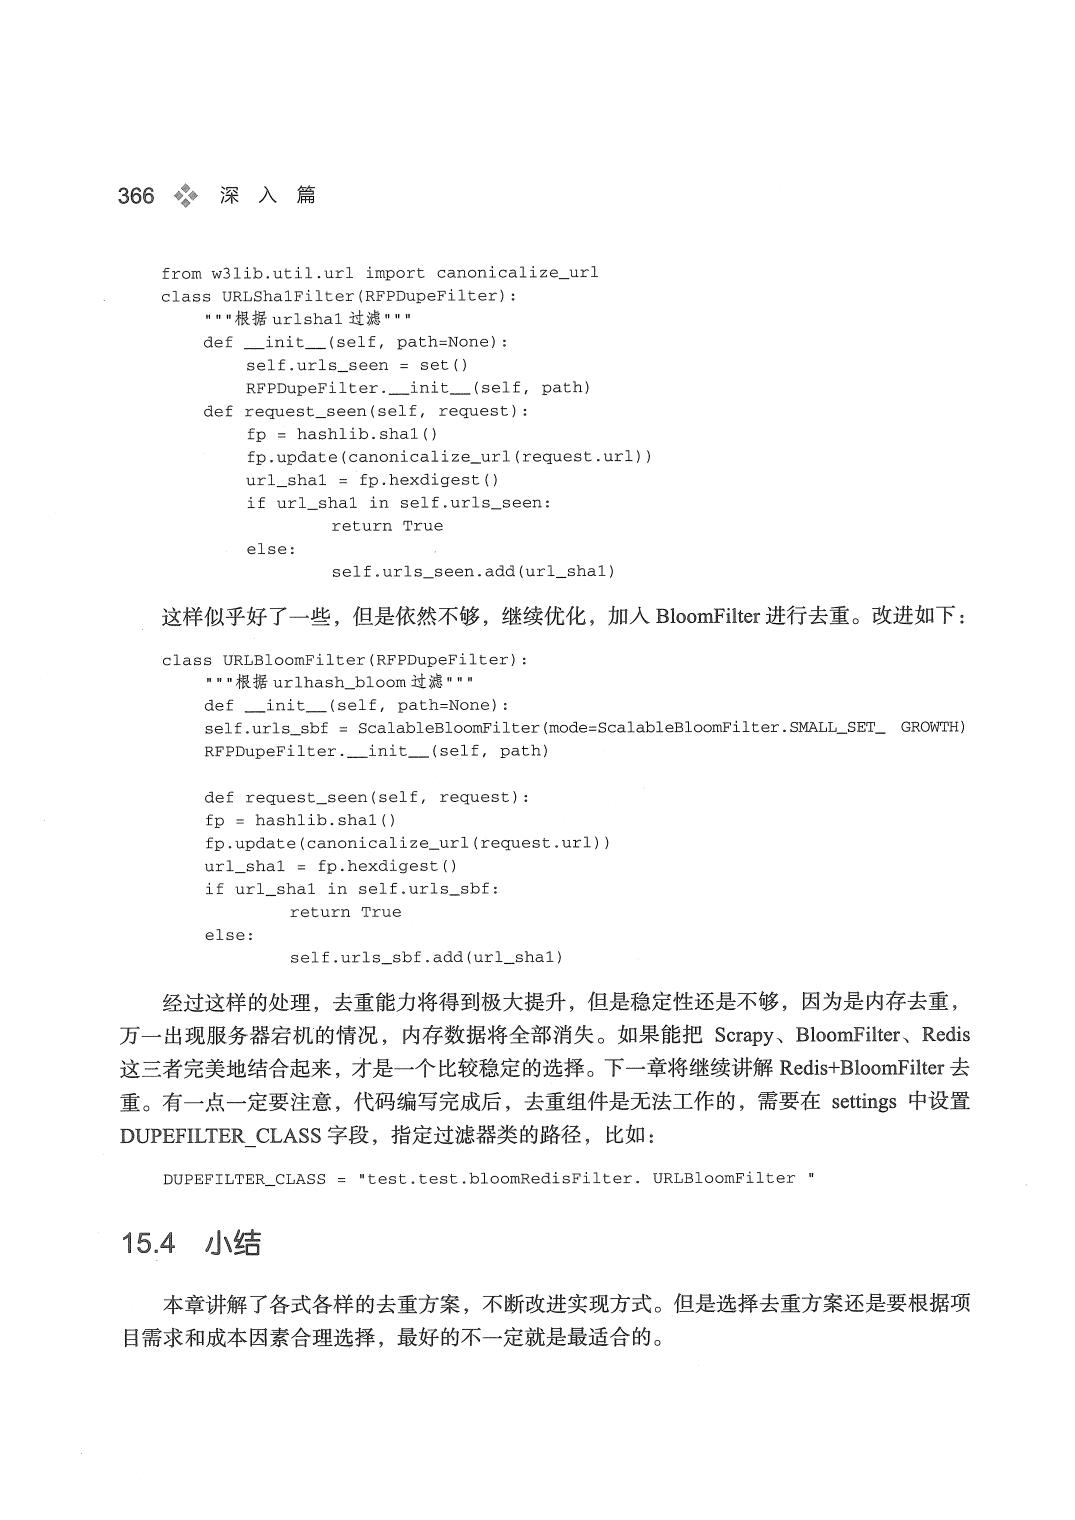 366 深 入 篇
from w3lib.util.url import canonicalize_url
class URLSha1Filter(RFPDupeFilter):
    """根据 urlsha1 过滤"""
    def __init__(self, path=None):
        self.urls_seen = set()
        RFPDupeFilter.__init__(self, path)
    def request_seen(self, request):
        fp = hashlib.sha1()
        fp.update(canonicalize_url(request.url))
        url_sha1 = fp.hexdigest()
        if url_sha1 in self.urls_seen:
                return True
        else:
                self.urls_seen.add(url_sha1)
这样似乎好了一些，但是依然不够，继续优化，加入 BloomFilter 进行去重。改进如下：
class URLBloomFilter(RFPDupeFilter):
    """根据 urlhash_bloom 过滤"""
    def __init__(self, path=None):
    self.urls_sbf = ScalableBloomFilter(mode=ScalableBloomFilter.SMALL_SET_ GROWTH)
    RFPDupeFilter.__init__(self, path)
    def request_seen(self, request):
    fp = hashlib.sha1()
    fp.update(canonicalize_url(request.url))
    url_sha1 = fp.hexdigest()
    if url_sha1 in self.urls_sbf:
            return True
    else:
            self.urls_sbf.add(url_sha1)
经过这样的处理，去重能力将得到极大提升，但是稳定性还是不够，因为是内存去重，
万一出现服务器宕机的情况，内存数据将全部消失。如果能把 Scrapy、BloomFilter、Redis
这三者完美地结合起来，才是一个比较稳定的选择。下一章将继续讲解 Redis+BloomFilter 去
重。有一点一定要注意，代码编写完成后，去重组件是无法工作的，需要在 settings 中设置
DUPEFILTER_CLASS 字段，指定过滤器类的路径，比如：
DUPEFILTER_CLASS = "test.test.bloomRedisFilter. URLBloomFilter "
15.4 小结
本章讲解了各式各样的去重方案，不断改进实现方式。但是选择去重方案还是要根据项
目需求和成本因素合理选择，最好的不一定就是最适合的。